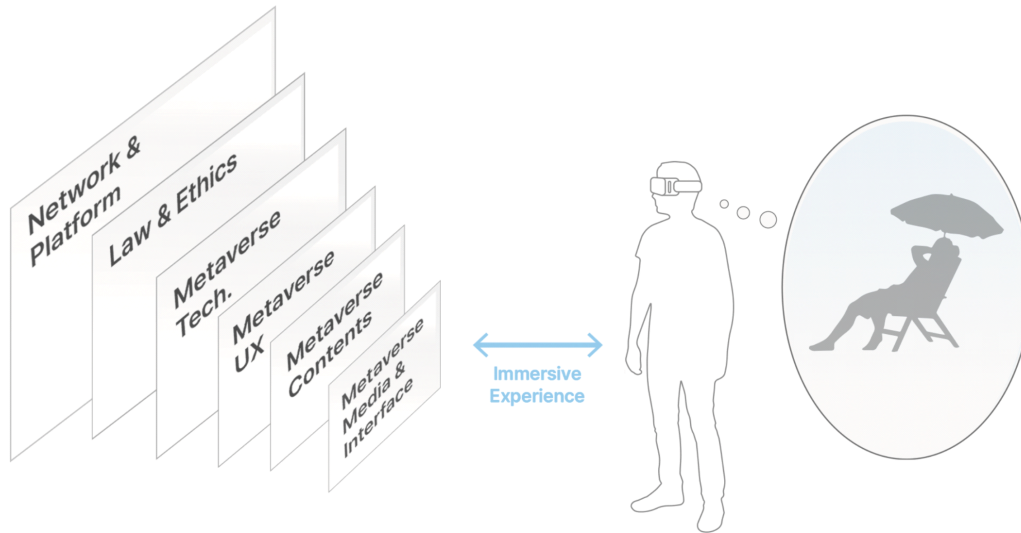 Network &
Platform
Law & Ethics
Metaverse
Tech.
Metaverse
UX
Metaverse
Contents
Metaverse
Media &
Interface
Immersive
Experience